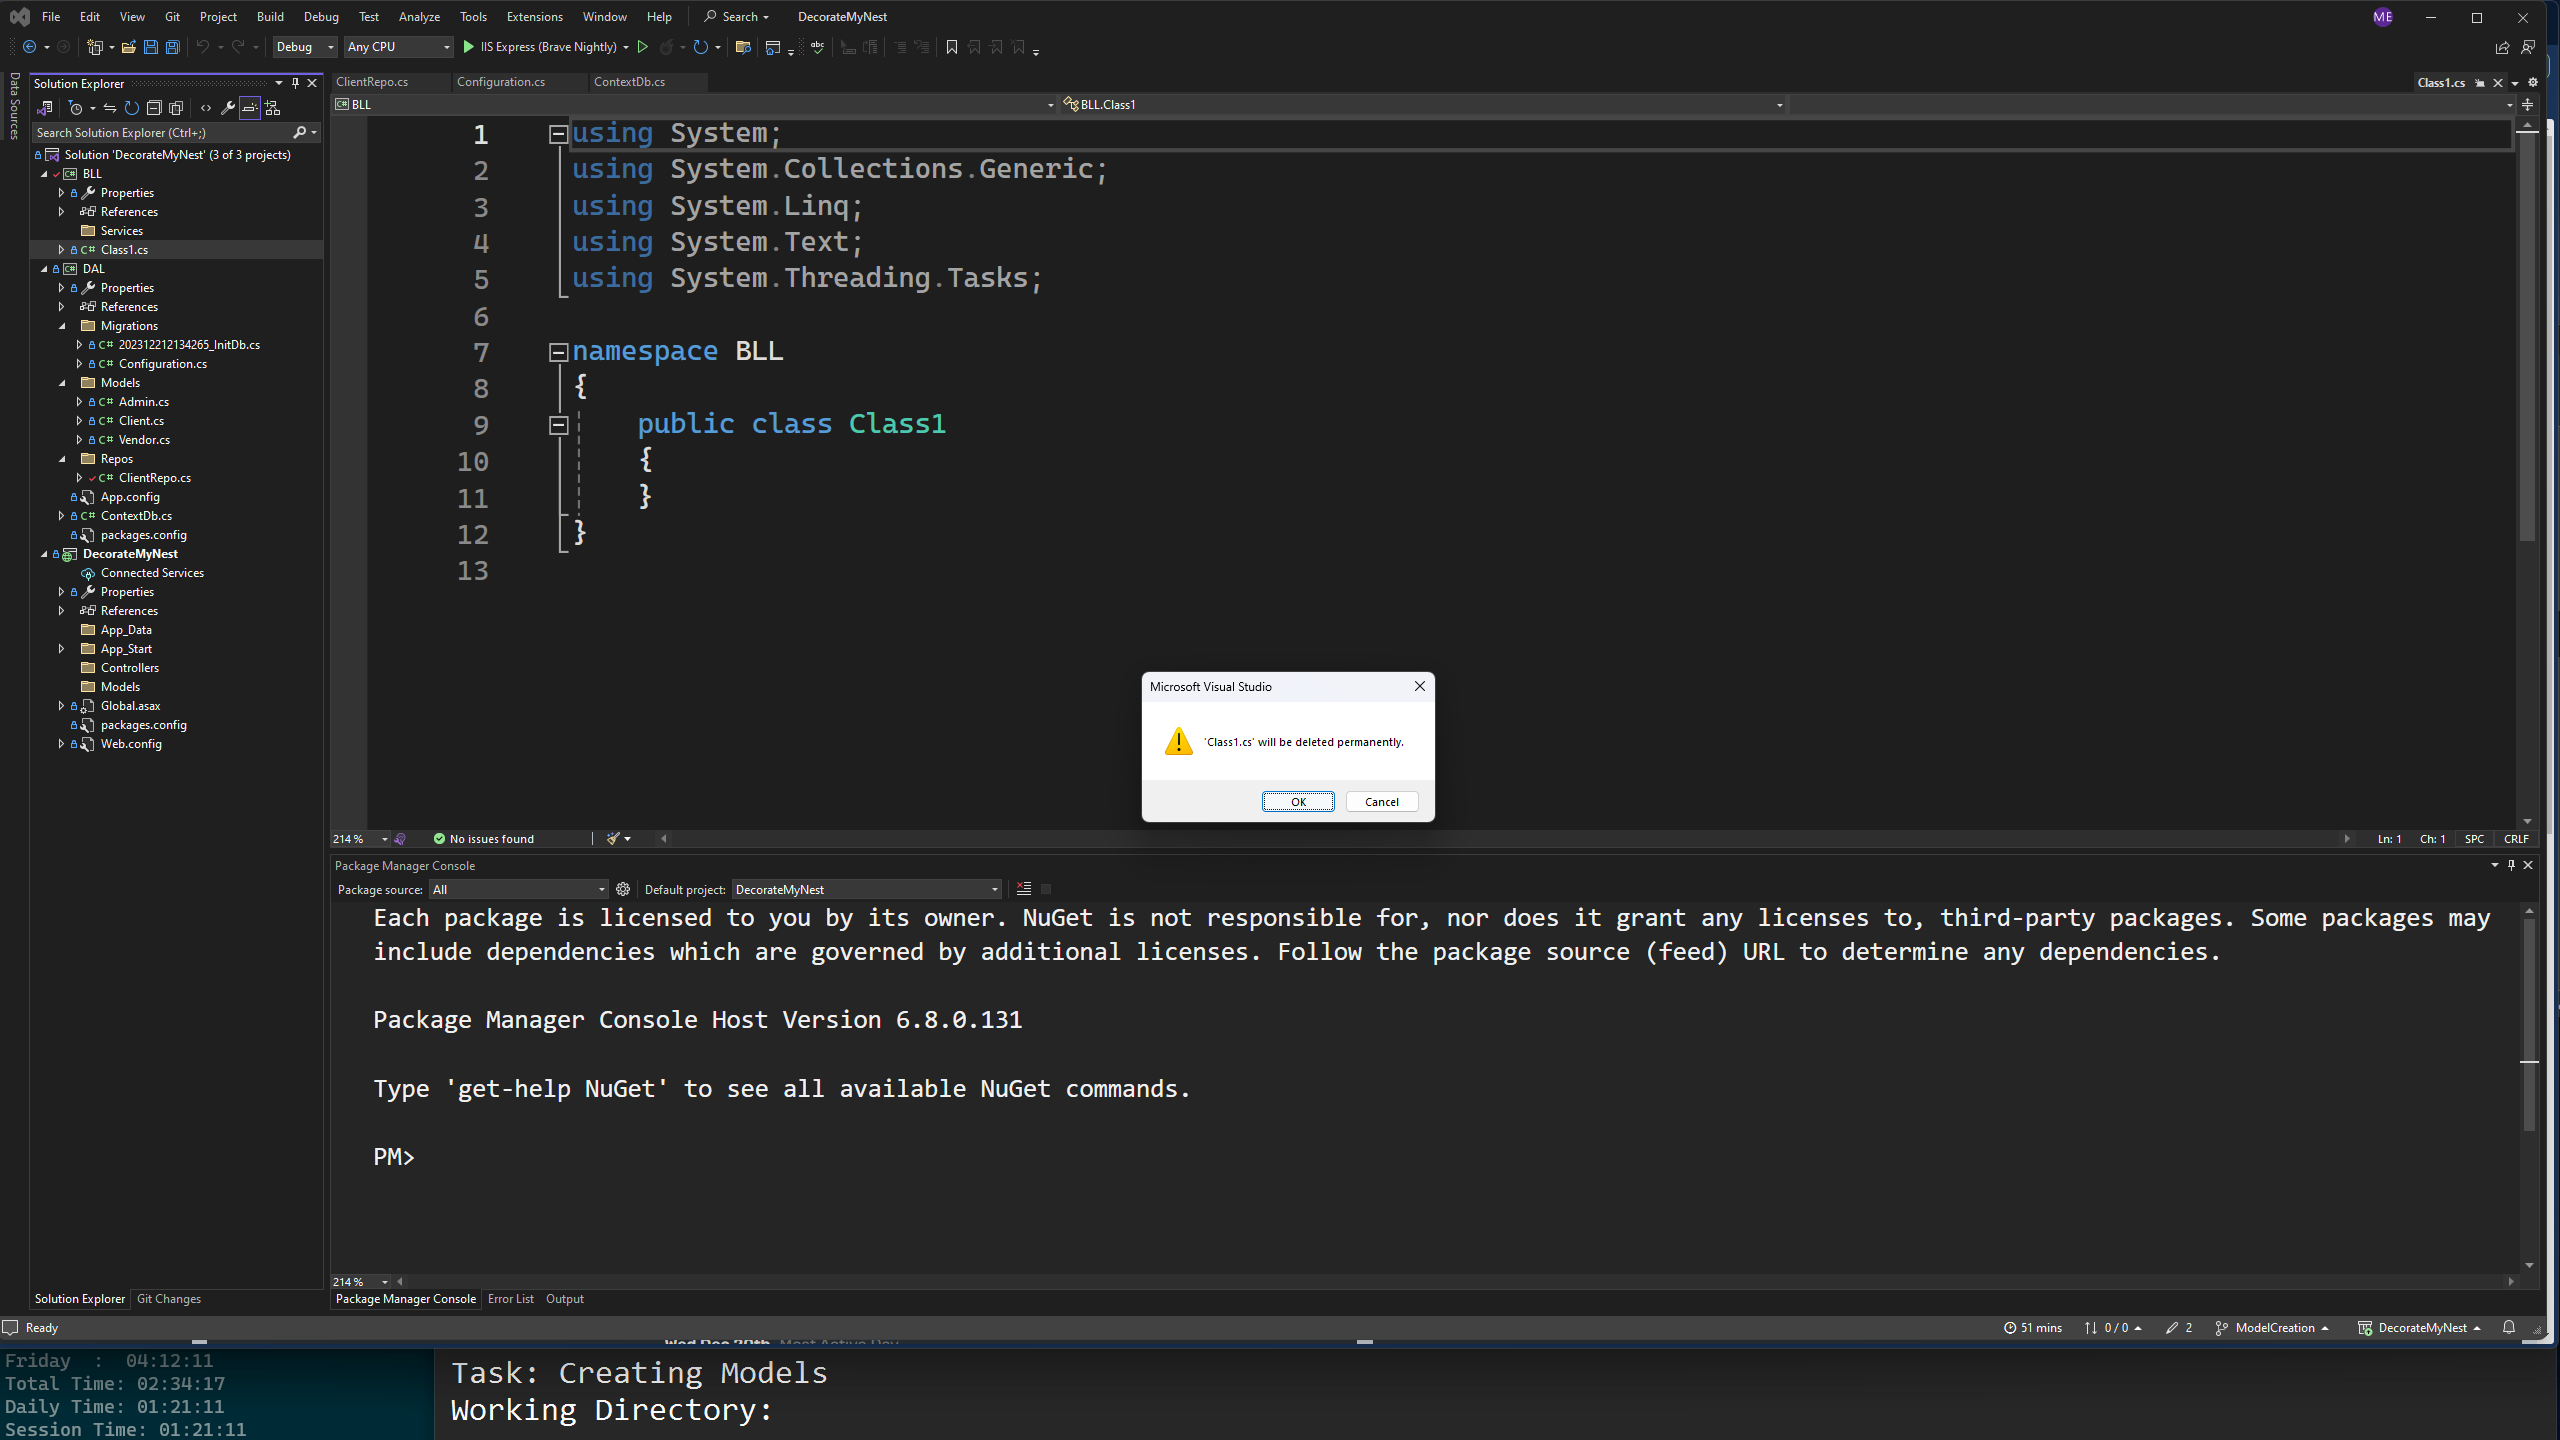 File Edit View Git Project Build Debug Test Analyze Tools Extensions Window Help Search DecorateMyNest ME
Debug Any CPU IIS Express (Brave Nightly)
Data Sources
Solution Explorer
Search Solution Explorer (Ctrl+;)
Solution 'DecorateMyNest' (3 of 3 projects)
BLL
Properties
References
Services
C# Class1.cs
DAL
Properties
References
Migrations
C# 202312212134265_InitDb.cs
C# Configuration.cs
Models
C# Admin.cs
C# Client.cs
C# Vendor.cs
Repos
C# ClientRepo.cs
App.config
C# ContextDb.cs
packages.config
DecorateMyNest
Connected Services
Properties
References
App_Data
App_Start
Controllers
Models
Global.asax
packages.config
Web.config
Solution Explorer Git Changes
ClientRepo.cs Configuration.cs ContextDb.cs Class1.cs
BLL BLL.Class1
1 using System;
2 using System.Collections.Generic;
3 using System.Linq;
4 using System.Text;
5 using System.Threading.Tasks;
6
7 namespace BLL
8 {
9 public class Class1
10 {
11 }
12 }
13
Microsoft Visual Studio
'Class1.cs' will be deleted permanently.
OK Cancel
214 % No issues found Ln: 1 Ch: 1 SPC CRLF
Package Manager Console
Package source: All Default project: DecorateMyNest
Each package is licensed to you by its owner. NuGet is not responsible for, nor does it grant any licenses to, third-party packages. Some packages may
include dependencies which are governed by additional licenses. Follow the package source (feed) URL to determine any dependencies.
Package Manager Console Host Version 6.8.0.131
Type 'get-help NuGet' to see all available NuGet commands.
PM>
214 %
Package Manager Console Error List Output
Ready 51 mins 0 / 0 2 ModelCreation DecorateMyNest
Wed Dec 20th Most Active Day
Friday : 04:12:11
Total Time: 02:34:17
Daily Time: 01:21:11
Session Time: 01:21:11
Task: Creating Models
Working Directory: